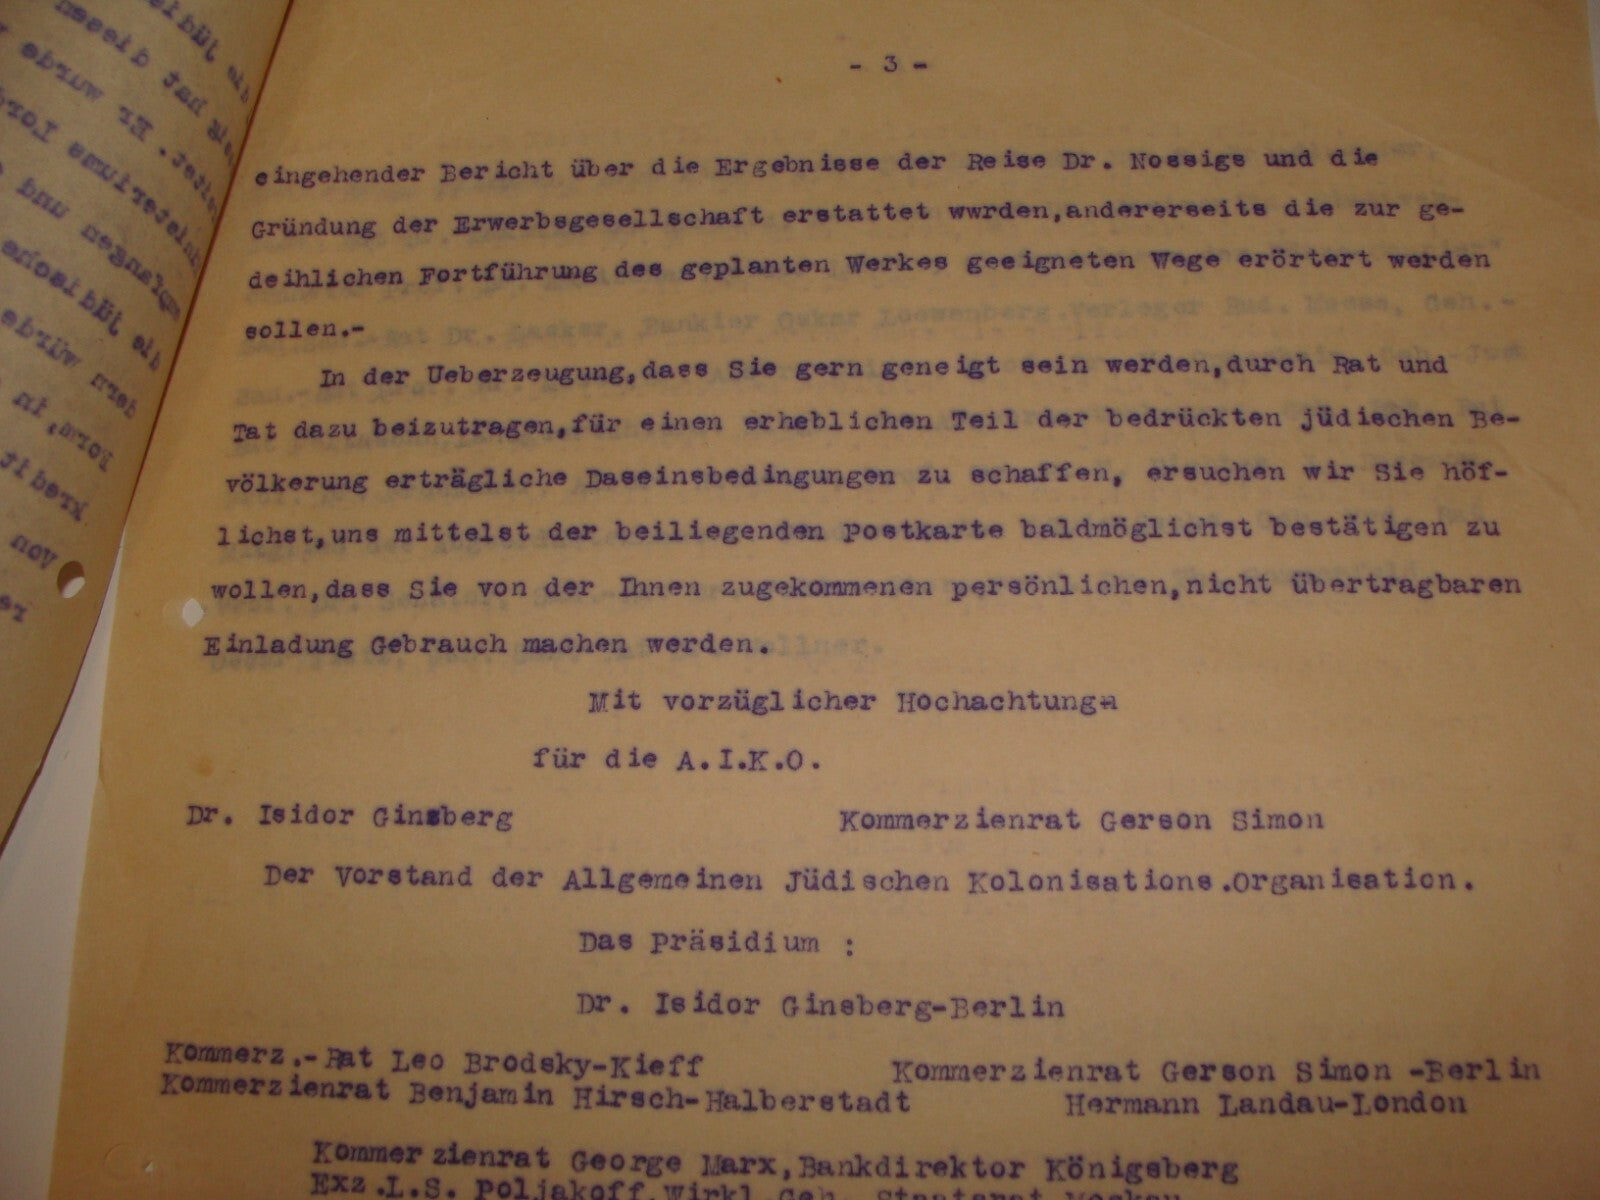 - 3 -
eingehender Bericht über die Ergebnisse der Reise Dr. Nossigs und die
Gründung der Erwerbsgesellschaft erstattet wwrden,andererseits die zur ge-
deihlichen Fortführung des geplanten Werkes geeigneten Wege erörtert werden
sollen.-
In der Ueberzeugung,dass Sie gern geneigt sein werden,durch Rat und
Tat dazu beizutragen,für einen erheblichen Teil der bedrückten jüdischen Be-
völkerung erträgliche Daseinsbedingungen zu schaffen, ersuchen wir Sie höf-
lichst,uns mittelst der beiliegenden Postkarte baldmöglichst bestätigen zu
wollen,dass Sie von der Ihnen zugekommenen persönlichen,nicht übertragbaren
Einladung Gebrauch machen werden.
Mit vorzüglicher Hochachtung
für die A.I.K.O.
Dr. Isidor Ginsberg Kommerzienrat Gerson Simon
Der Vorstand der Allgemeinen Jüdischen Kolonisations.Organisation.
Das Präsidium :
Dr. Isidor Ginsberg-Berlin
Kommerz.-Rat Leo Brodsky-Kieff Kommerzienrat Gerson Simon -Berlin
Kommerzienrat Benjamin Hirsch-Halberstadt Hermann Landau-London
Kommerzienrat George Marx,Bankdirektor Königsberg
Exz.L.S. Poljakoff,Wirkl.Geh. Staatsrat Moskau